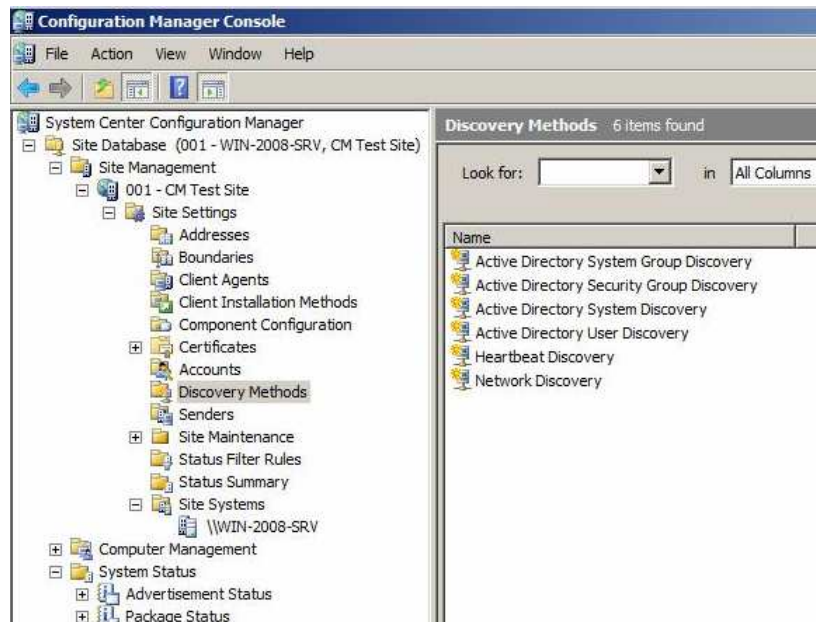 Configuration Manager Console
File Action View Window Help
System Center Configuration Manager
Site Database (001 - WIN-2008-SRV, CM Test Site)
Site Management
001 - CM Test Site
Site Settings
Addresses
Boundaries
Client Agents
Client Installation Methods
Component Configuration
Certificates
Accounts
Discovery Methods
Senders
Site Maintenance
Status Filter Rules
Status Summary
Site Systems
\\WIN-2008-SRV
Computer Management
System Status
Advertisement Status
Package Status
Discovery Methods 6 items found
Look for: in All Columns
Name
Active Directory System Group Discovery
Active Directory Security Group Discovery
Active Directory System Discovery
Active Directory User Discovery
Heartbeat Discovery
Network Discovery